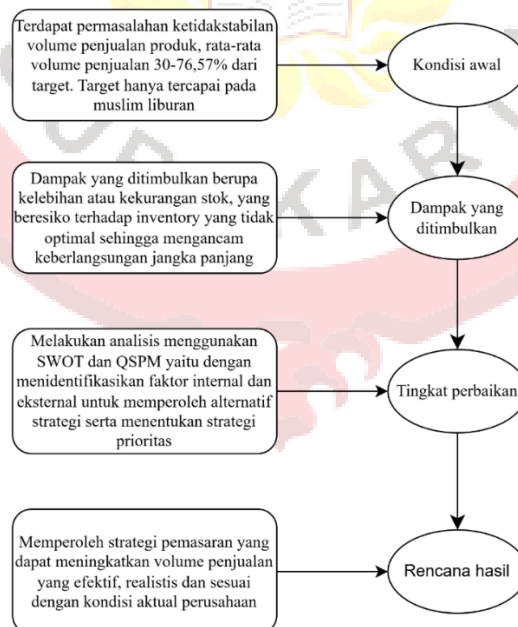 Terdapat permasalahan ketidakstabilan
volume penjualan produk, rata-rata
volume penjualan 30-76,57% dari
target. Target hanya tercapai pada
muslim liburan
Kondisi awal
Dampak yang ditimbulkan berupa
kelebihan atau kekurangan stok, yang
beresiko terhadap inventory yang tidak
optimal sehingga mengancam
keberlangsungan jangka panjang
Dampak yang
ditimbulkan
Melakukan analisis menggunakan
SWOT dan QSPM yaitu dengan
menidentifikasikan faktor internal dan
eksternal untuk memperoleh alternatif
strategi serta menentukan strategi
prioritas
Tingkat perbaikan
Memperoleh strategi pemasaran yang
dapat meningkatkan volume penjualan
yang efektif, realistis dan sesuai
dengan kondisi aktual perusahaan
Rencana hasil